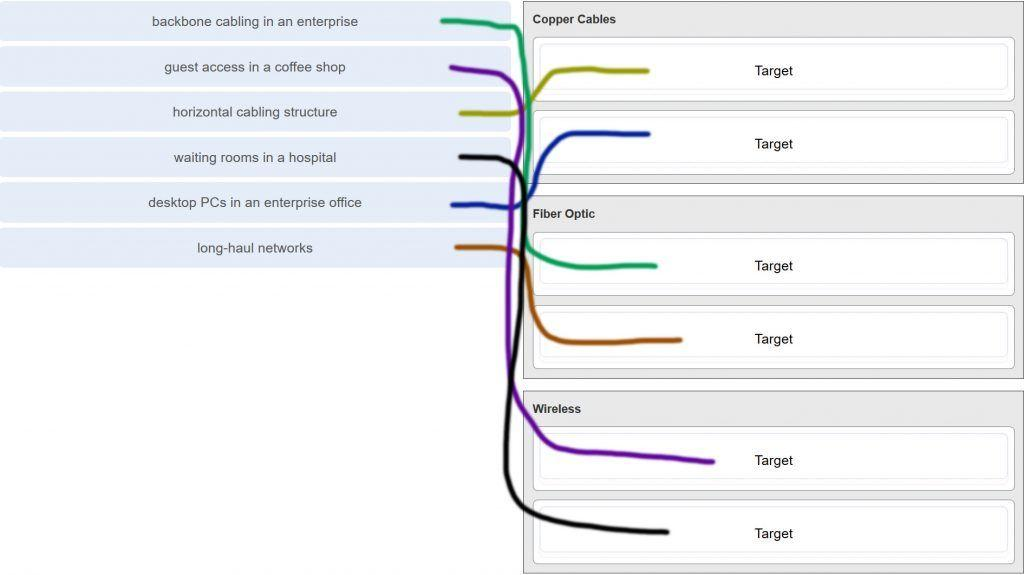 backbone cabling in an enterprise
guest access in a coffee shop
horizontal cabling structure
waiting rooms in a hospital
desktop PCs in an enterprise office
long-haul networks
Copper Cables
Target
Target
Fiber Optic
Target
Target
Wireless
Target
Target